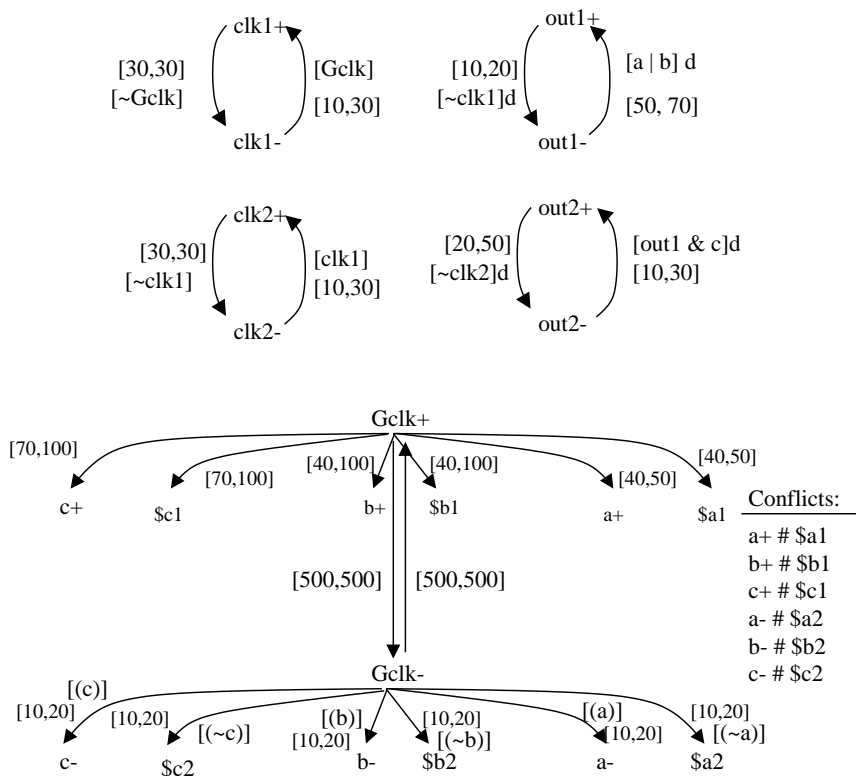 clk1+
[30,30]
[~Gclk]
[Gclk]
[10,30]
clk1-
out1+
[10,20]
[~clk1]d
[a | b] d
[50, 70]
out1-
clk2+
[30,30]
[~clk1]
[clk1]
[10,30]
clk2-
out2+
[20,50]
[~clk2]d
[out1 & c]d
[10,30]
out2-
Gclk+
[70,100]
[70,100]
[40,100]
[40,100]
[40,50]
[40,50]
c+
$c1
b+
$b1
a+
$a1
[500,500]
[500,500]
Conflicts:
a+ # $a1
b+ # $b1
c+ # $c1
a- # $a2
b- # $b2
c- # $c2
Gclk-
[(c)]
[10,20]
[10,20]
[(~c)]
[(b)]
[10,20]
[10,20]
[(~b)]
[(a)]
[10,20]
[10,20]
[(~a)]
c-
$c2
b-
$b2
a-
$a2